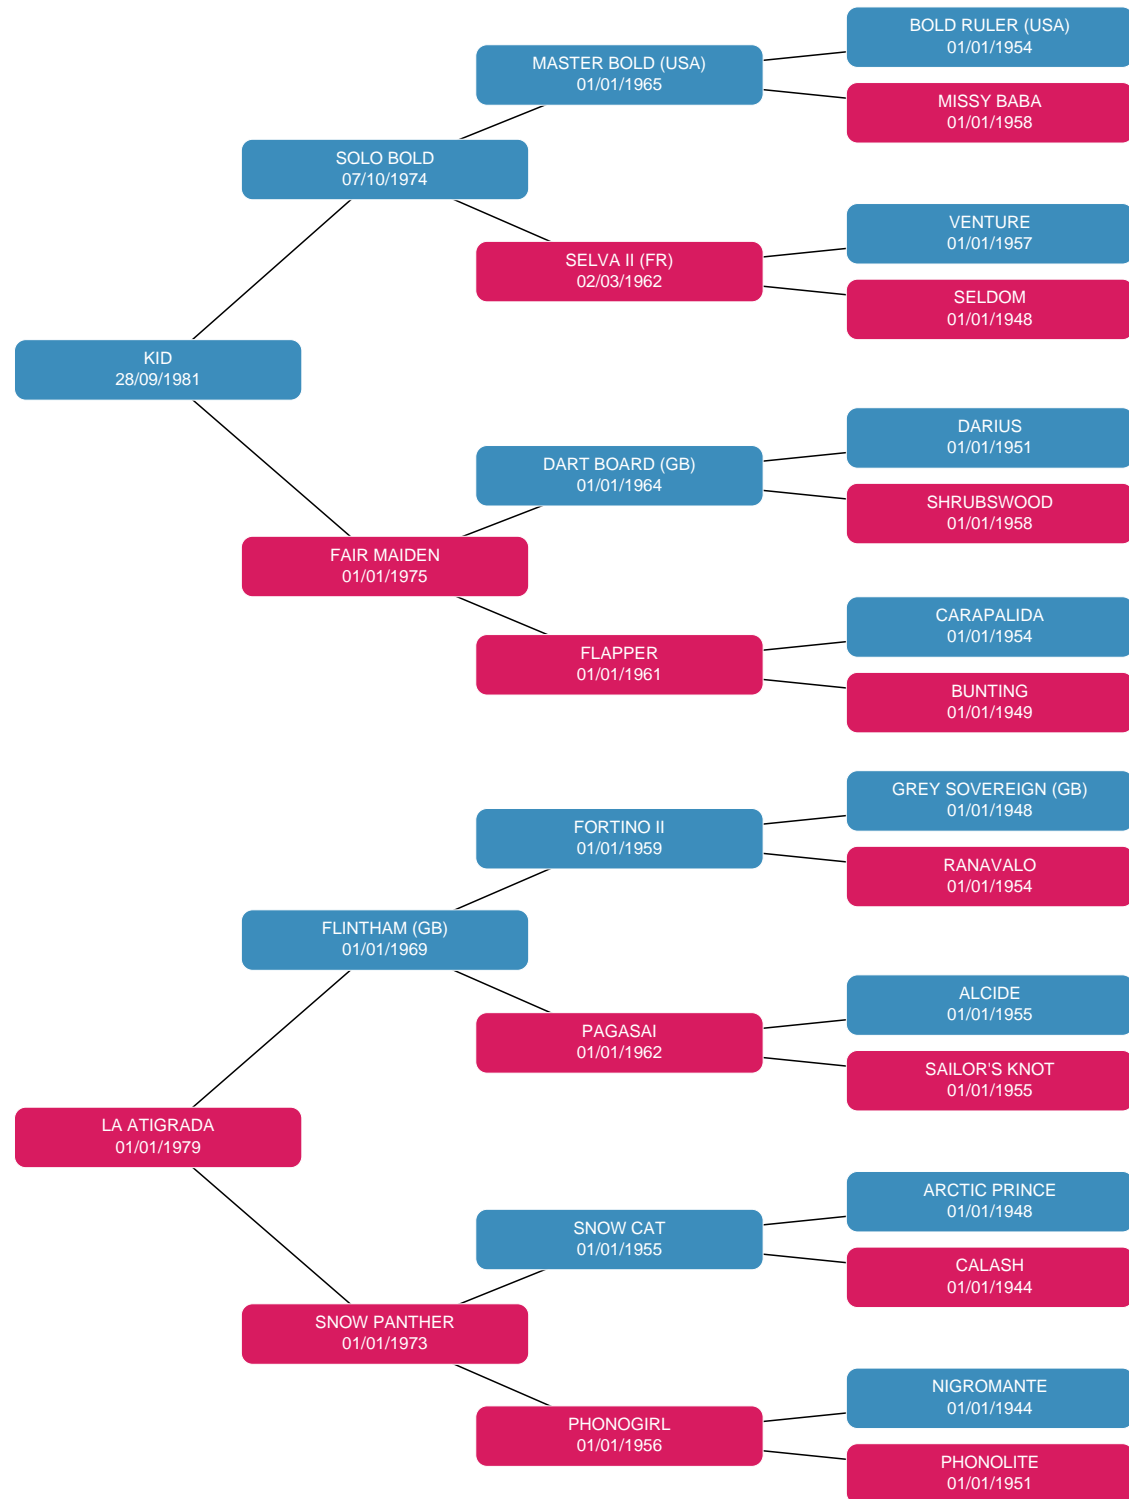 BOLD RULER (USA)
01/01/1954
MASTER BOLD (USA)
01/01/1965
MISSY BABA
01/01/1958
SOLO BOLD
07/10/1974
VENTURE
01/01/1957
SELVA II (FR)
02/03/1962
SELDOM
01/01/1948
KID
28/09/1981
DARIUS
01/01/1951
DART BOARD (GB)
01/01/1964
SHRUBSWOOD
01/01/1958
FAIR MAIDEN
01/01/1975
CARAPALIDA
01/01/1954
FLAPPER
01/01/1961
BUNTING
01/01/1949
GREY SOVEREIGN (GB)
01/01/1948
FORTINO II
01/01/1959
RANAVALO
01/01/1954
FLINTHAM (GB)
01/01/1969
ALCIDE
01/01/1955
PAGASAI
01/01/1962
SAILOR'S KNOT
01/01/1955
LA ATIGRADA
01/01/1979
ARCTIC PRINCE
01/01/1948
SNOW CAT
01/01/1955
CALASH
01/01/1944
SNOW PANTHER
01/01/1973
NIGROMANTE
01/01/1944
PHONOGIRL
01/01/1956
PHONOLITE
01/01/1951